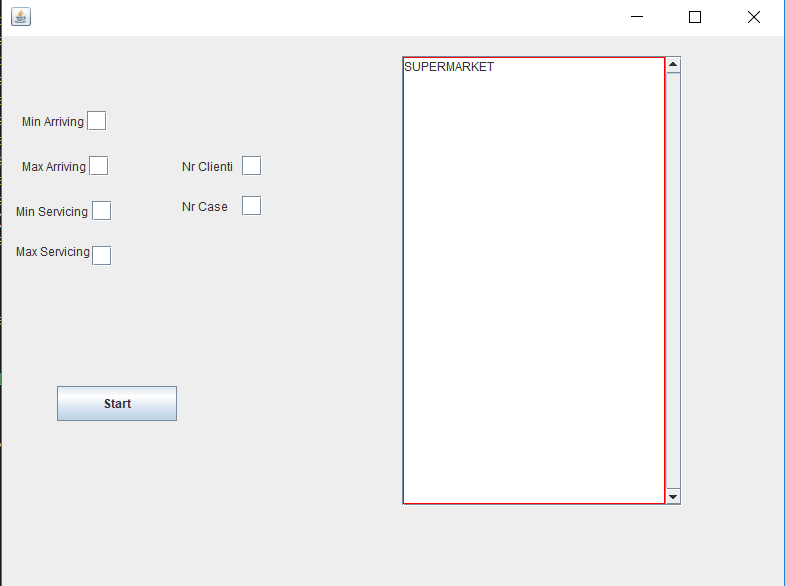 Min Arriving
Max Arriving
Min Servicing
Max Servicing
Nr Clienti
Nr Case
Start
SUPERMARKET